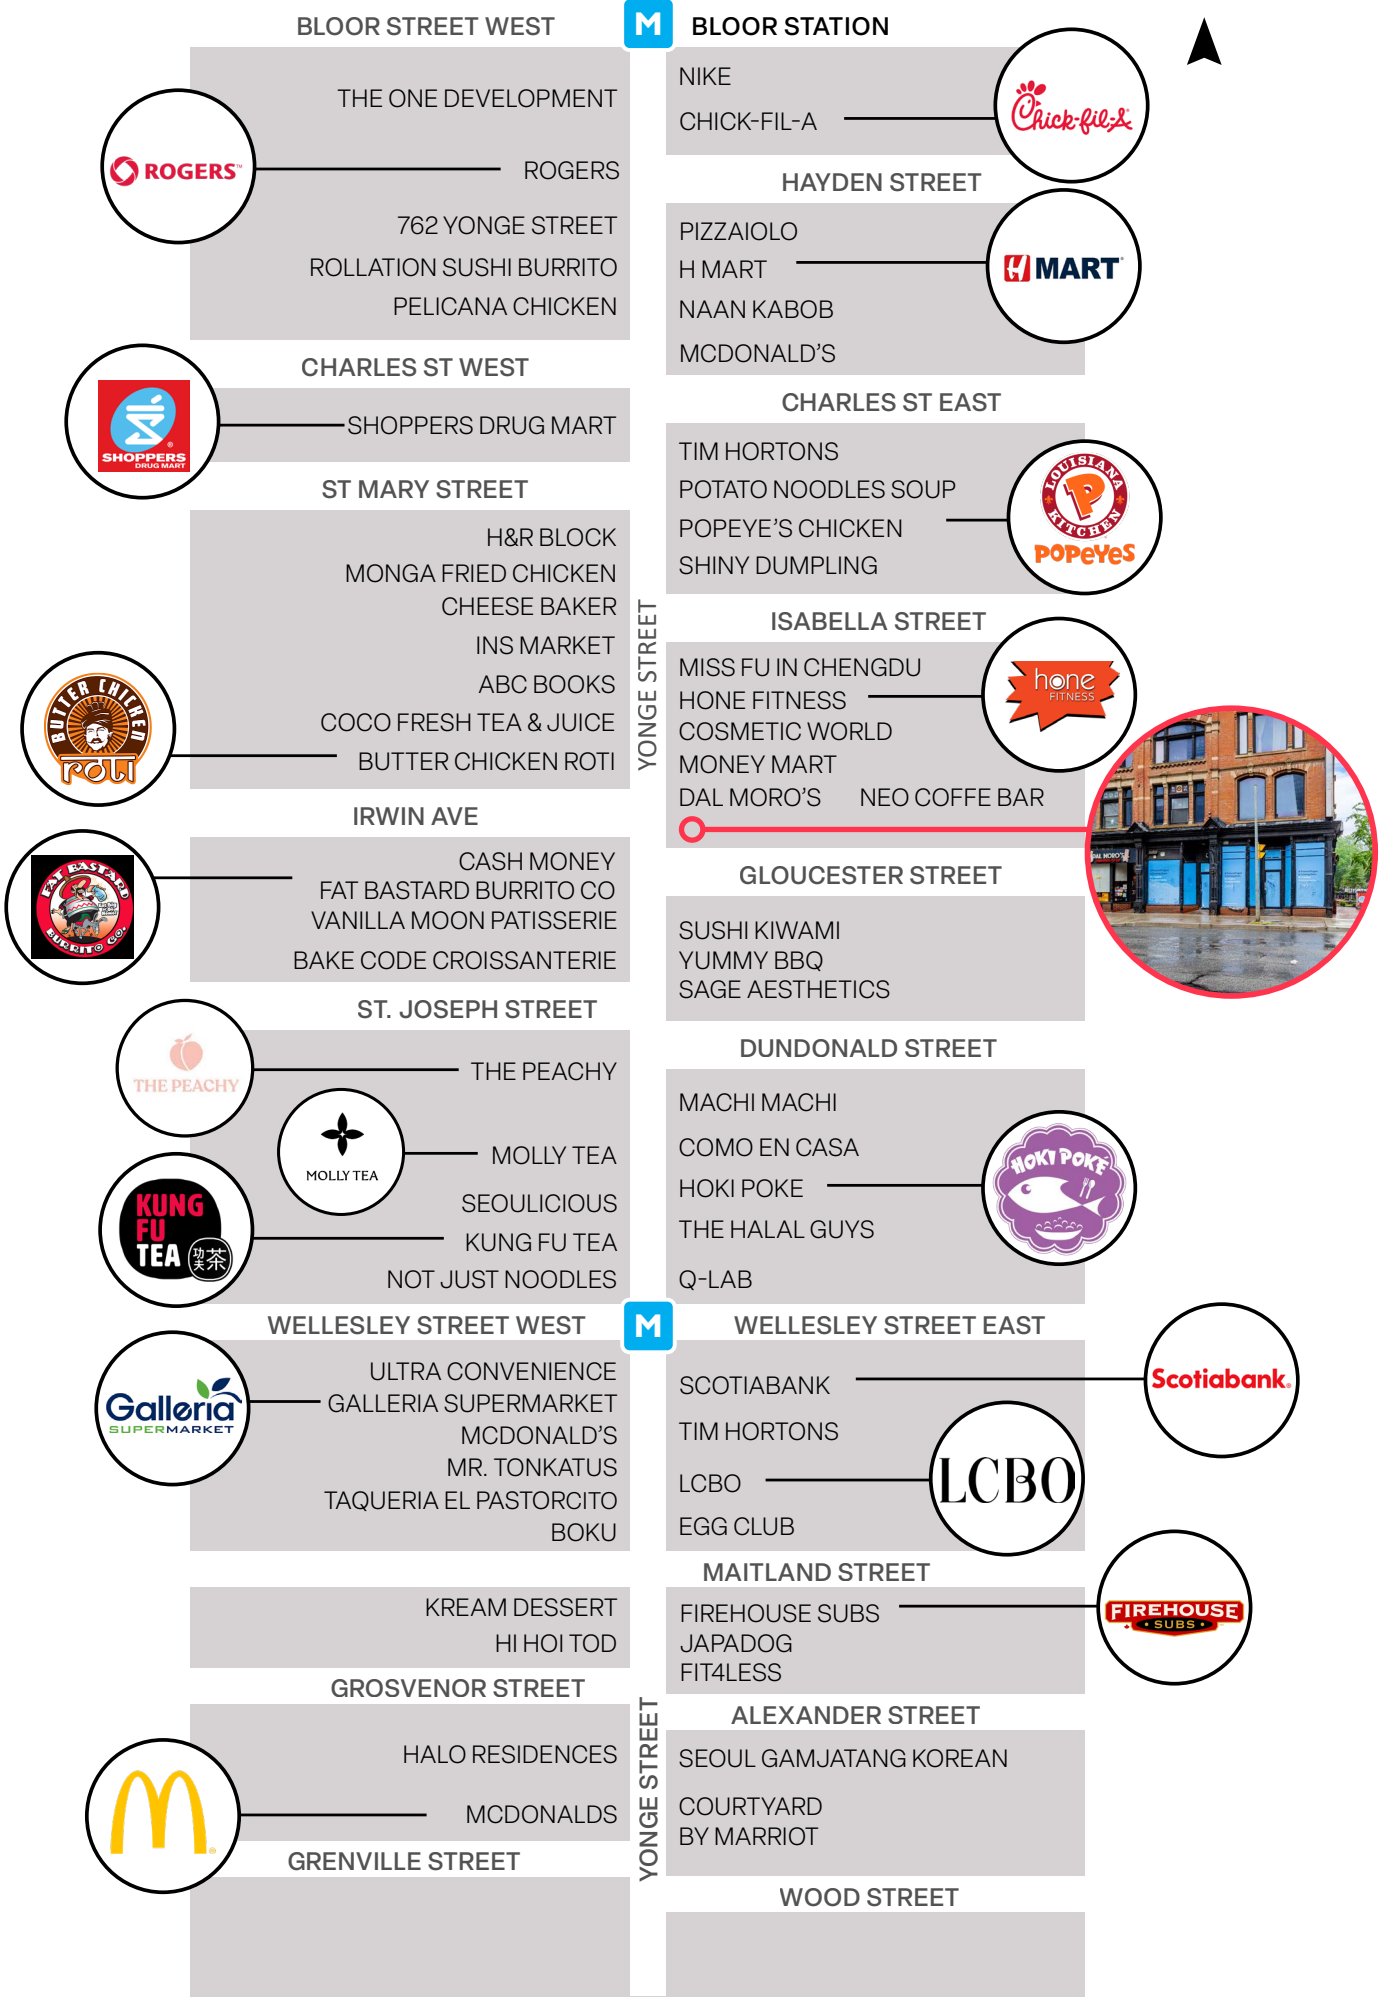 BLOOR STREET WEST
M
BLOOR STATION
THE ONE DEVELOPMENT
ROGERS™
ROGERS
762 YONGE STREET
ROLLATION SUSHI BURRITO
PELICANA CHICKEN
NIKE
CHICK-FIL-A
Chick-fil-A
HAYDEN STREET
PIZZAIOLO
H MART
H MART
NAAN KABOB
MCDONALD'S
CHARLES ST WEST
SHOPPERS DRUG MART
SHOPPERS
DRUG MART
CHARLES ST EAST
TIM HORTONS
POTATO NOODLES SOUP
POPEYE'S CHICKEN
SHINY DUMPLING
LOUISIANA
KITCHEN
POPEYES
ST MARY STREET
H&R BLOCK
MONGA FRIED CHICKEN
CHEESE BAKER
INS MARKET
ABC BOOKS
COCO FRESH TEA & JUICE
BUTTER CHICKEN ROTI
BUTTER CHICKEN
ROTI
YONGE STREET
ISABELLA STREET
MISS FU IN CHENGDU
HONE FITNESS
COSMETIC WORLD
MONEY MART
DAL MORO'S NEO COFFE BAR
hone
FITNESS
DAL MORO'S
IRWIN AVE
CASH MONEY
FAT BASTARD BURRITO CO
VANILLA MOON PATISSERIE
BAKE CODE CROISSANTERIE
FAT BASTARD
BURRITO CO.
GLOUCESTER STREET
SUSHI KIWAMI
YUMMY BBQ
SAGE AESTHETICS
ST. JOSEPH STREET
THE PEACHY
THE PEACHY
MOLLY TEA
MOLLY TEA
SEOULICIOUS
KUNG FU TEA
NOT JUST NOODLES
KUNG
FU
TEA
功夫茶
DUNDONALD STREET
MACHI MACHI
COMO EN CASA
HOKI POKE
THE HALAL GUYS
Q-LAB
HOKI POKÉ
WELLESLEY STREET WEST
M
WELLESLEY STREET EAST
ULTRA CONVENIENCE
GALLERIA SUPERMARKET
MCDONALD'S
MR. TONKATUS
TAQUERIA EL PASTORCITO
BOKU
Galleria
SUPERMARKET
SCOTIABANK
Scotiabank
TIM HORTONS
LCBO
LCBO
EGG CLUB
KREAM DESSERT
HI HOI TOD
MAITLAND STREET
FIREHOUSE SUBS
JAPADOG
FIT4LESS
FIREHOUSE
SUBS
GROSVENOR STREET
HALO RESIDENCES
MCDONALDS
YONGE STREET
ALEXANDER STREET
SEOUL GAMJATANG KOREAN
COURTYARD
BY MARRIOT
GRENVILLE STREET
WOOD STREET